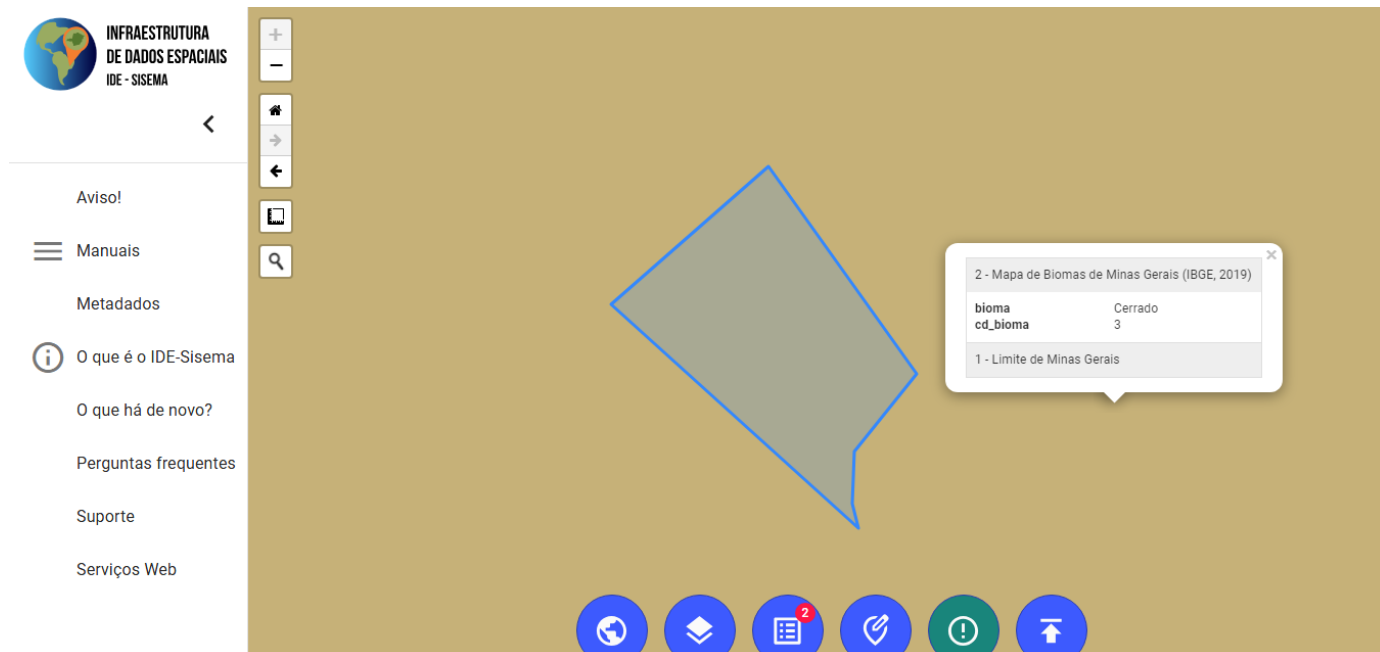 INFRAESTRUTURA
DE DADOS ESPACIAIS
IDE - SISEMA
Aviso!
Manuais
Metadados
O que é o IDE-Sisema
O que há de novo?
Perguntas frequentes
Suporte
Serviços Web
2 - Mapa de Biomas de Minas Gerais (IBGE, 2019)
bioma Cerrado
cd_bioma 3
1 - Limite de Minas Gerais
2